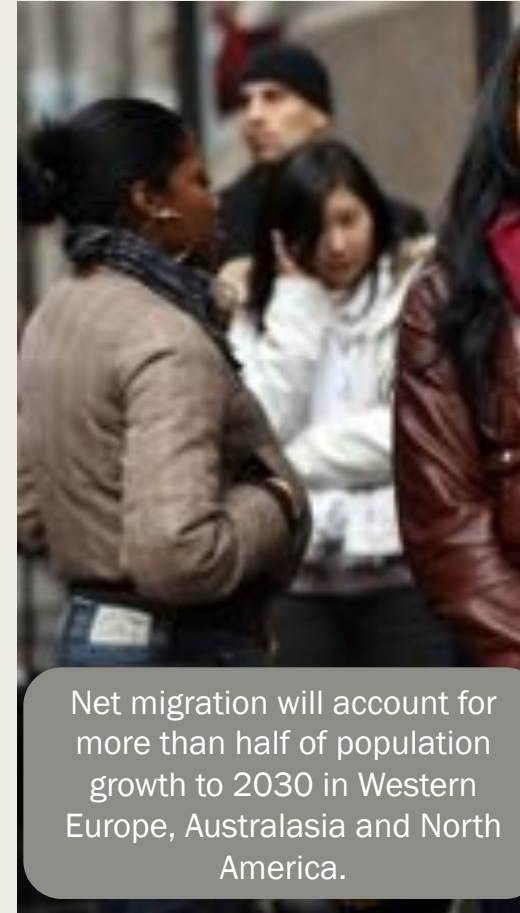 Net migration will account for
more than half of population
growth to 2030 in Western
Europe, Australasia and North
America.